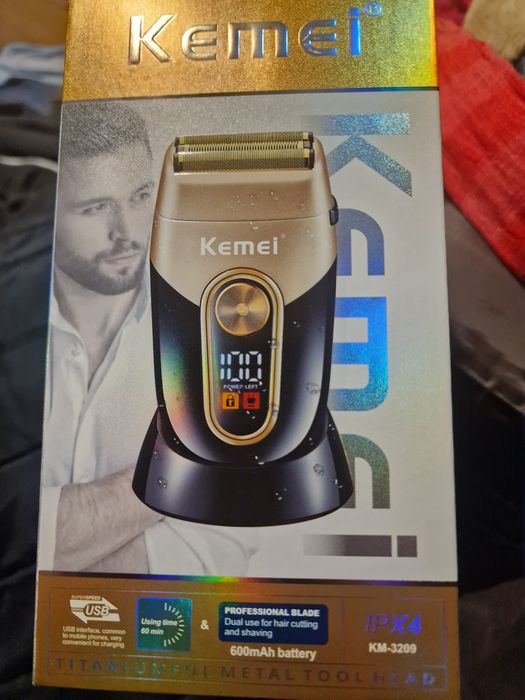 Kemei®
Kemei
Kemei
100
POWER LEFT
SUPERSPEED
USB
USB interface, common
to mobile phones, very
convenient for charging
Using time
60 min
&
PROFESSIONAL BLADE
Dual use for hair cutting
and shaving
600mAh battery
IPX4
KM-3209
TITANIUM FOL METAL TOOL HEAD